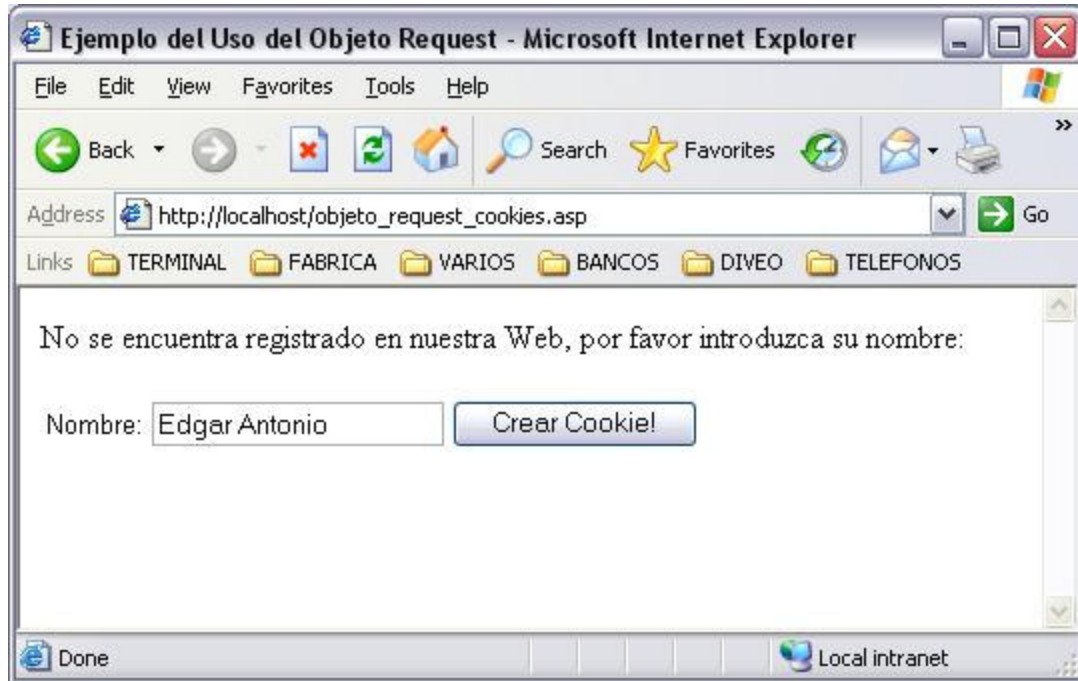 Ejemplo del Uso del Objeto Request - Microsoft Internet Explorer
File Edit View Favorites Tools Help
Back Search Favorites »
Address http://localhost/objeto_request_cookies.asp Go
Links TERMINAL FABRICA VARIOS BANCOS DIVEO TELEFONOS
No se encuentra registrado en nuestra Web, por favor introduzca su nombre:
Nombre: Edgar Antonio Crear Cookie!
Done Local intranet